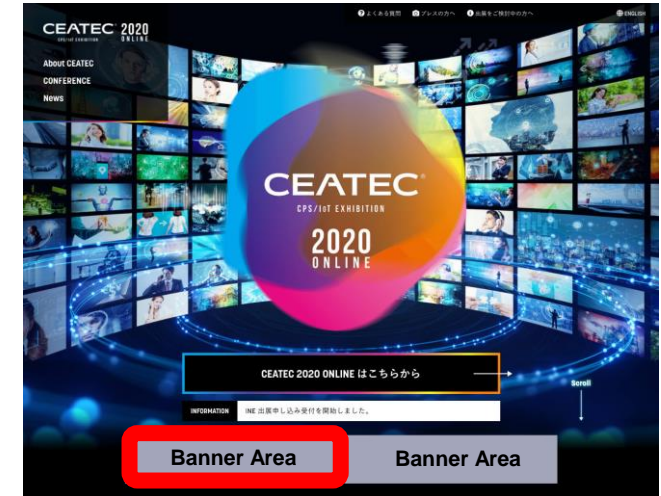 CEATEC 2020
CPS/IoT EXHIBITION ONLINE
よくある質問 プレスの方へ 出展をご検討中の方へ ENGLISH
About CEATEC
CONFERENCE
News
CEATEC
CPS/IoT EXHIBITION
2020
ONLINE
CEATEC 2020 ONLINE はこちらから
Scroll
INFORMATION INE 出展申し込み受付を開始しました。
Banner Area Banner Area